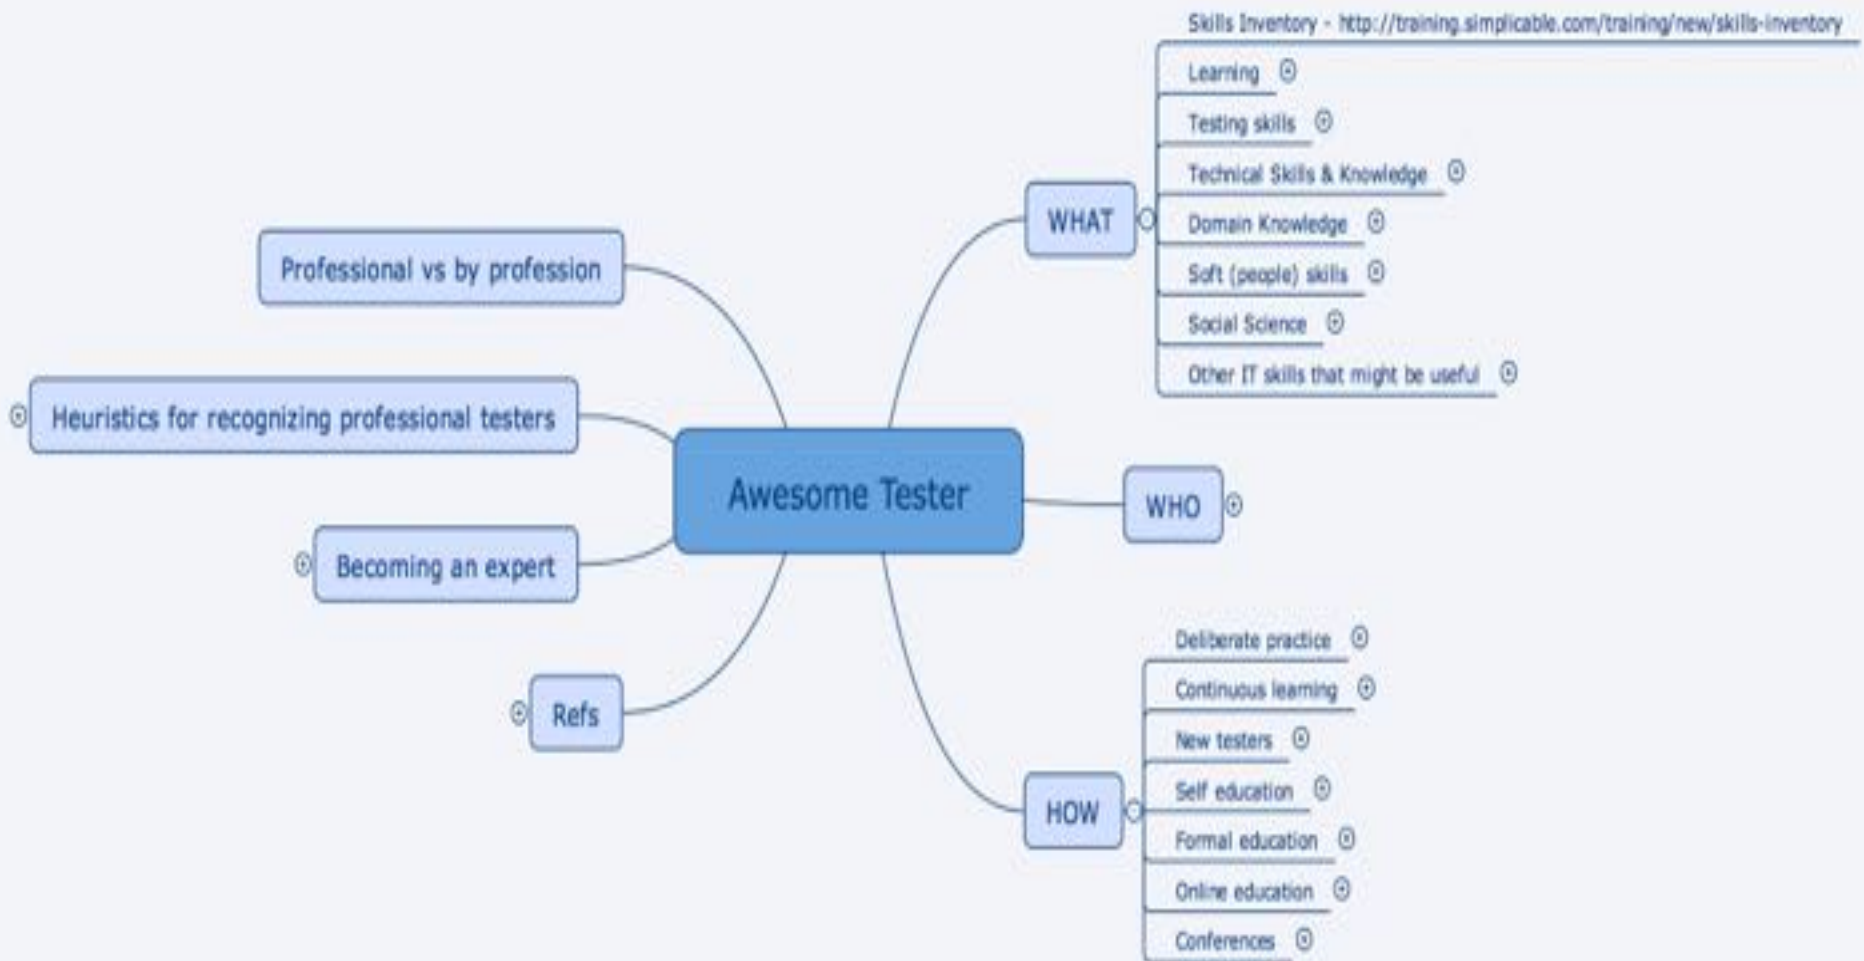 Skills Inventory - http://training.simplicable.com/training/new/skills-inventory
Learning
Testing skills
Technical Skills & Knowledge
WHAT
Domain Knowledge
Soft (people) skills
Social Science
Other IT skills that might be useful
Professional vs by profession
Heuristics for recognizing professional testers
Awesome Tester
WHO
Becoming an expert
Refs
Deliberate practice
Continuous learning
New testers
Self education
HOW
Formal education
Online education
Conferences